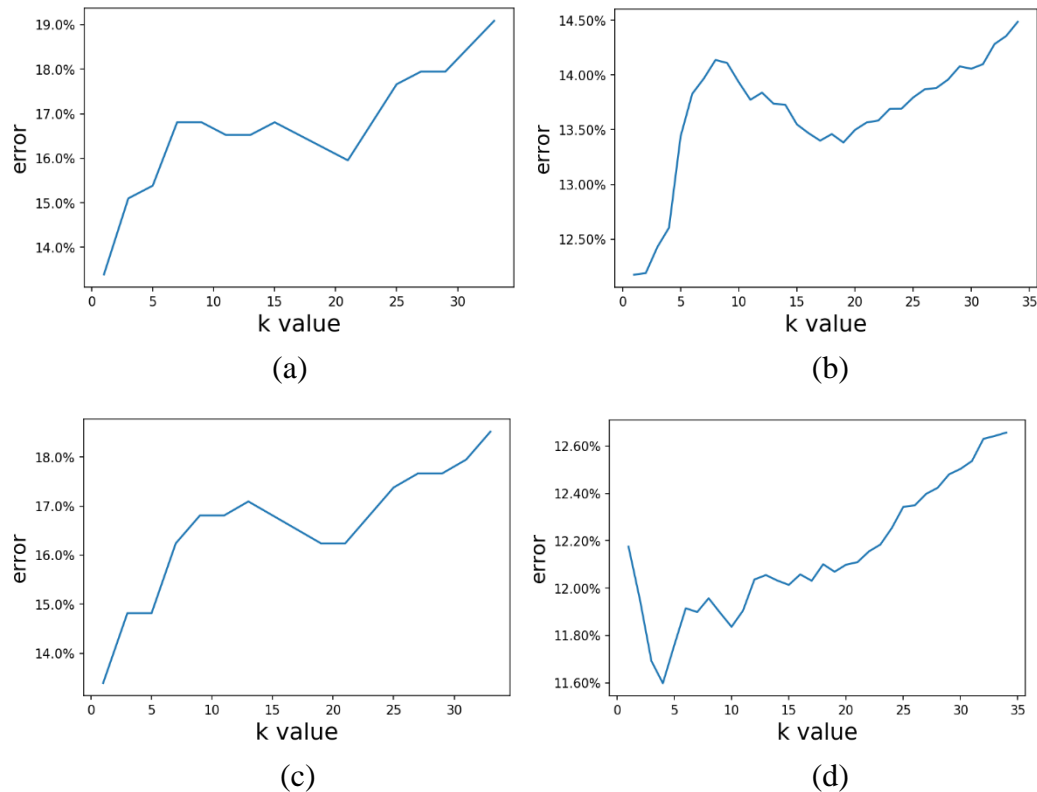 19.0%
18.0%
17.0%
16.0%
15.0%
14.0%
error
0 5 10 15 20 25 30
k value
(a)
14.50%
14.00%
13.50%
13.00%
12.50%
error
0 5 10 15 20 25 30 35
k value
(b)
18.0%
17.0%
16.0%
15.0%
14.0%
error
0 5 10 15 20 25 30
k value
(c)
12.60%
12.40%
12.20%
12.00%
11.80%
11.60%
error
0 5 10 15 20 25 30 35
k value
(d)